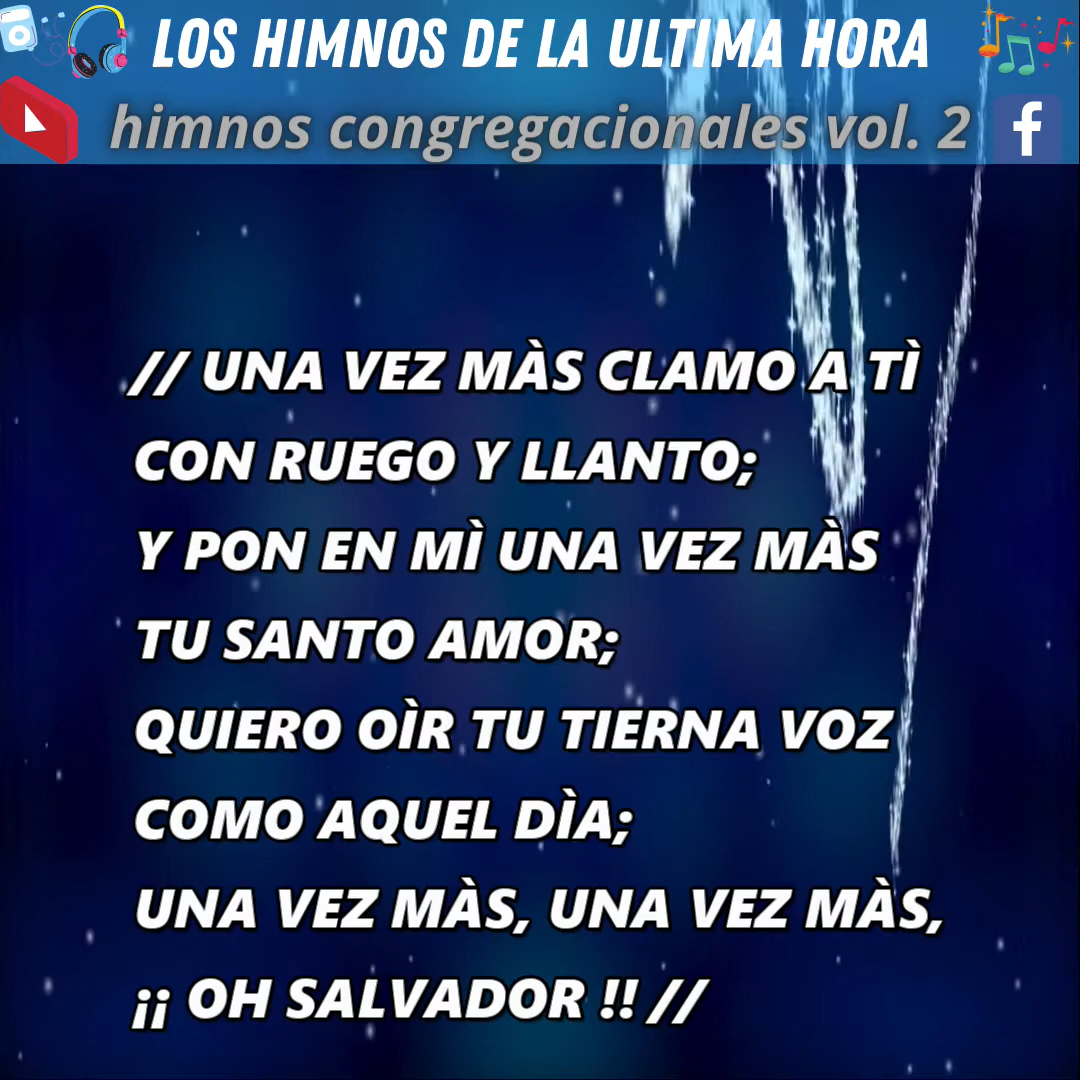 LOS HIMNOS DE LA ULTIMA HORA
himnos congregacionales vol. 2
f
// UNA VEZ MÀS CLAMO A TÌ
CON RUEGO Y LLANTO;
Y PON EN MÌ UNA VEZ MÀS
TU SANTO AMOR;
QUIERO OÌR TU TIERNA VOZ
COMO AQUEL DÌA;
UNA VEZ MÀS, UNA VEZ MÀS,
¡¡ OH SALVADOR !! //